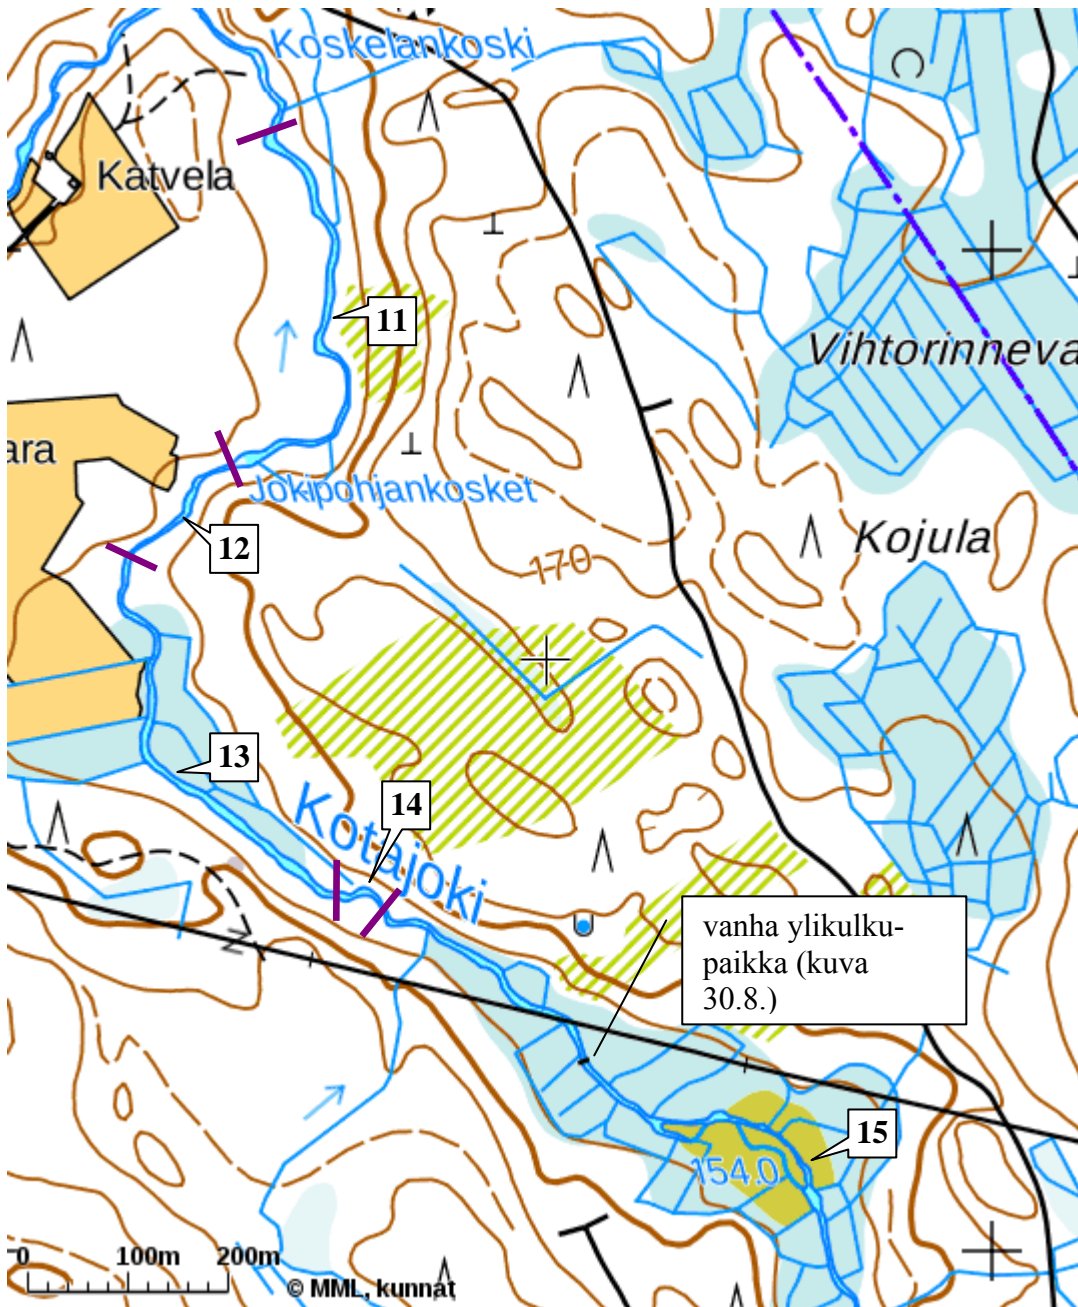 Koskelankoski
Katvela
11
Vihtorinneva
ara
Jokipohjankosket
12
Kojula
170
13
14
Kotajoki
vanha ylikulku-
paikka (kuva
30.8.)
15
154.0
0 100m 200m
© MML, kunnat